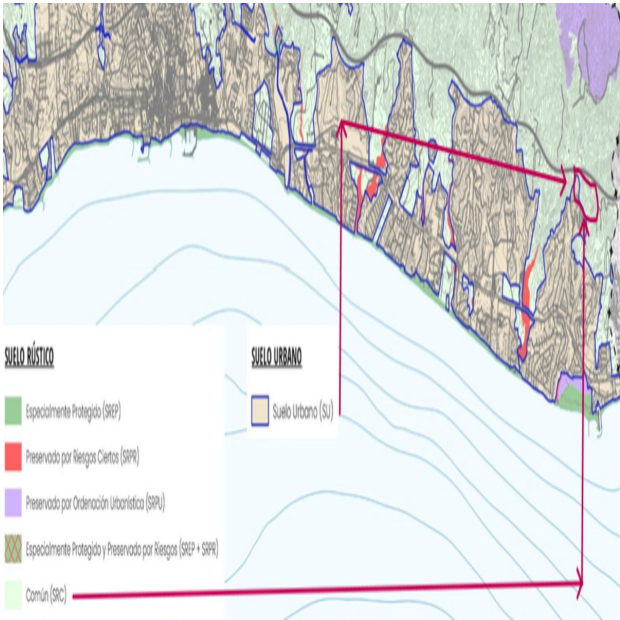 SUELO RÚSTICO
Especialmente Protegido (SREP)
Preservado por Riesgos Ciertos (SRPR)
Preservado por Ordenación Urbanística (SRPU)
Especialmente Protegido y Preservado por Riesgos (SREP + SRPR)
Común (SRC)
SUELO URBANO
Suelo Urbano (SU)